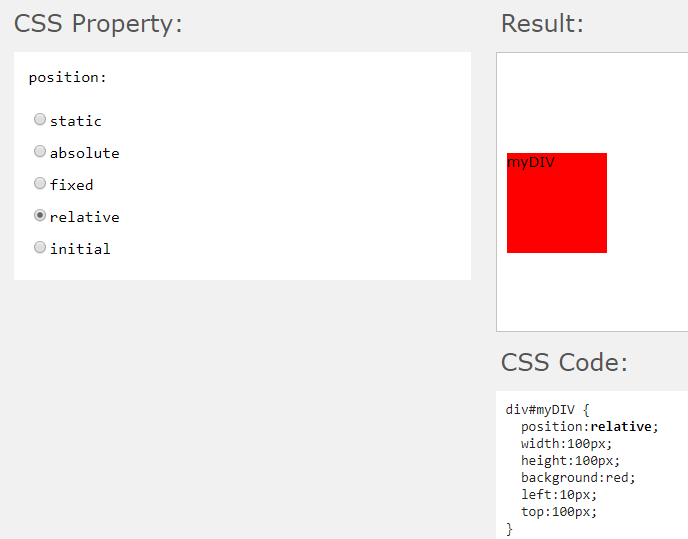 CSS Property:
position:
static
absolute
fixed
relative
initial
Result:
myDIV
CSS Code:
div#myDIV {
position:relative;
width:100px;
height:100px;
background:red;
left:10px;
top:100px;
}